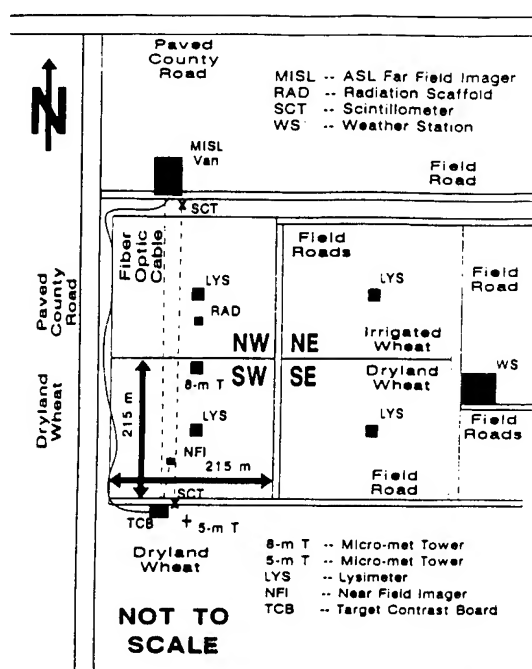 Paved
County
Road
MISL -- ASL Far Field Imager
RAD -- Radiation Scaffold
SCT -- Scintillometer
WS -- Weather Station
N
MISL
Van
Field
Road
SCT
Fiber
Optic
Cable
Field
Roads
LYS
LYS
Field
Road
RAD
Paved
County
Road
NW
NE
Irrigated
Wheat
SW
SE
Dryland
Wheat
WS
8-m T
215 m
LYS
LYS
Dryland
Wheat
Field
Roads
NFI
215 m
Field
Road
SCT
TCB
5-m T
Dryland
Wheat
8-m T -- Micro-met Tower
5-m T -- Micro-met Tower
LYS -- Lysimeter
NFI -- Near Field Imager
TCB -- Target Contrast Board
NOT TO
SCALE